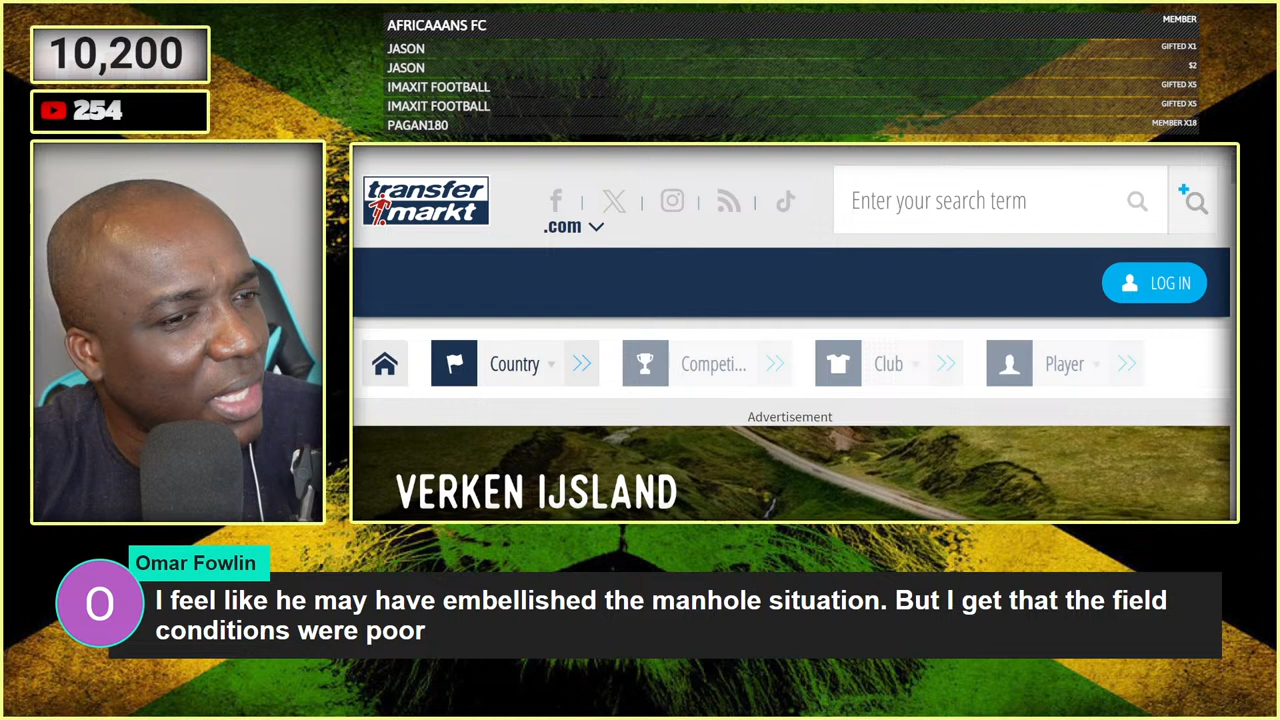 10,200
254
AFRICAAANS FC MEMBER
JASON GIFTED X1
JASON $2
IMAXIT FOOTBALL GIFTED X5
IMAXIT FOOTBALL GIFTED X5
PAGAN180 MEMBER X18
transfer
markt
.com
Enter your search term
LOG IN
Country
Competi...
Club
Player
Advertisement
VERKEN IJSLAND
Omar Fowlin
O
I feel like he may have embellished the manhole situation. But I get that the field
conditions were poor